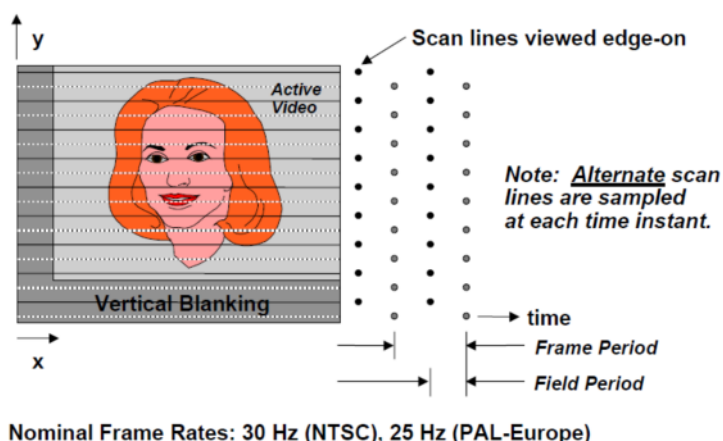 y
Scan lines viewed edge-on
Active
Video
Note: Alternate scan
lines are sampled
at each time instant.
Vertical Blanking
time
x
Frame Period
Field Period
Nominal Frame Rates: 30 Hz (NTSC), 25 Hz (PAL-Europe)